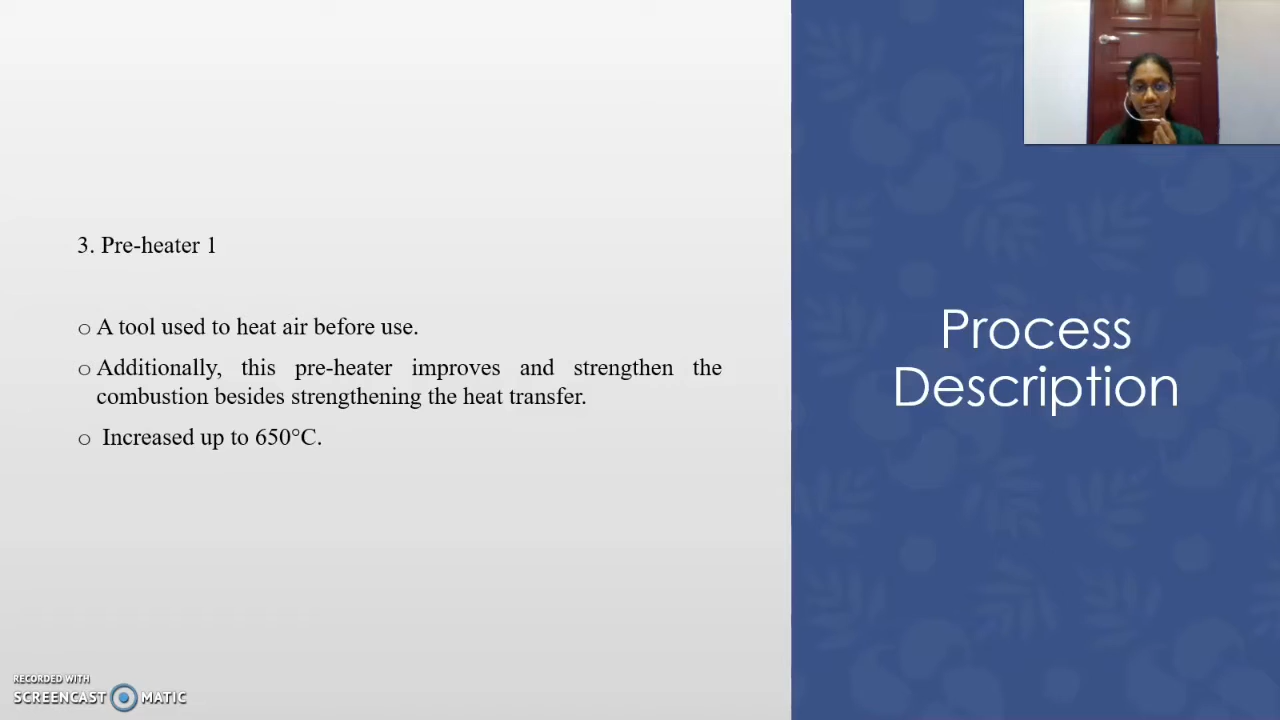 3. Pre-heater 1
o A tool used to heat air before use.
o Additionally, this pre-heater improves and strengthen the
combustion besides strengthening the heat transfer.
o Increased up to 650°C.
Process
Description
RECORDED WITH
SCREENCAST MATIC